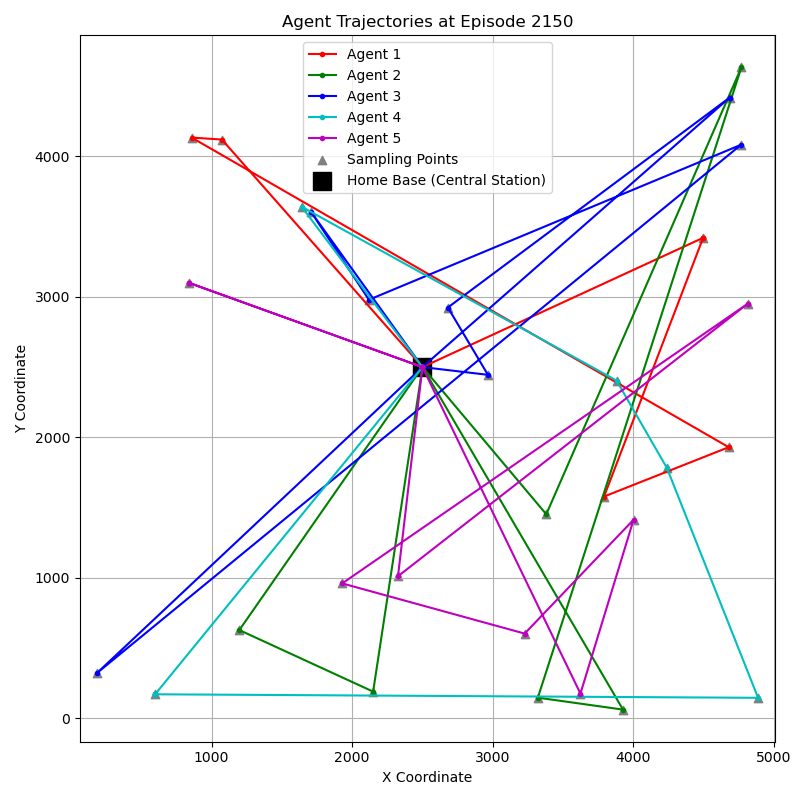 Agent Trajectories at Episode 2150
Agent 1
Agent 2
Agent 3
Agent 4
Agent 5
Sampling Points
Home Base (Central Station)
Y Coordinate
4000
3000
2000
1000
0
1000
2000
3000
4000
5000
X Coordinate